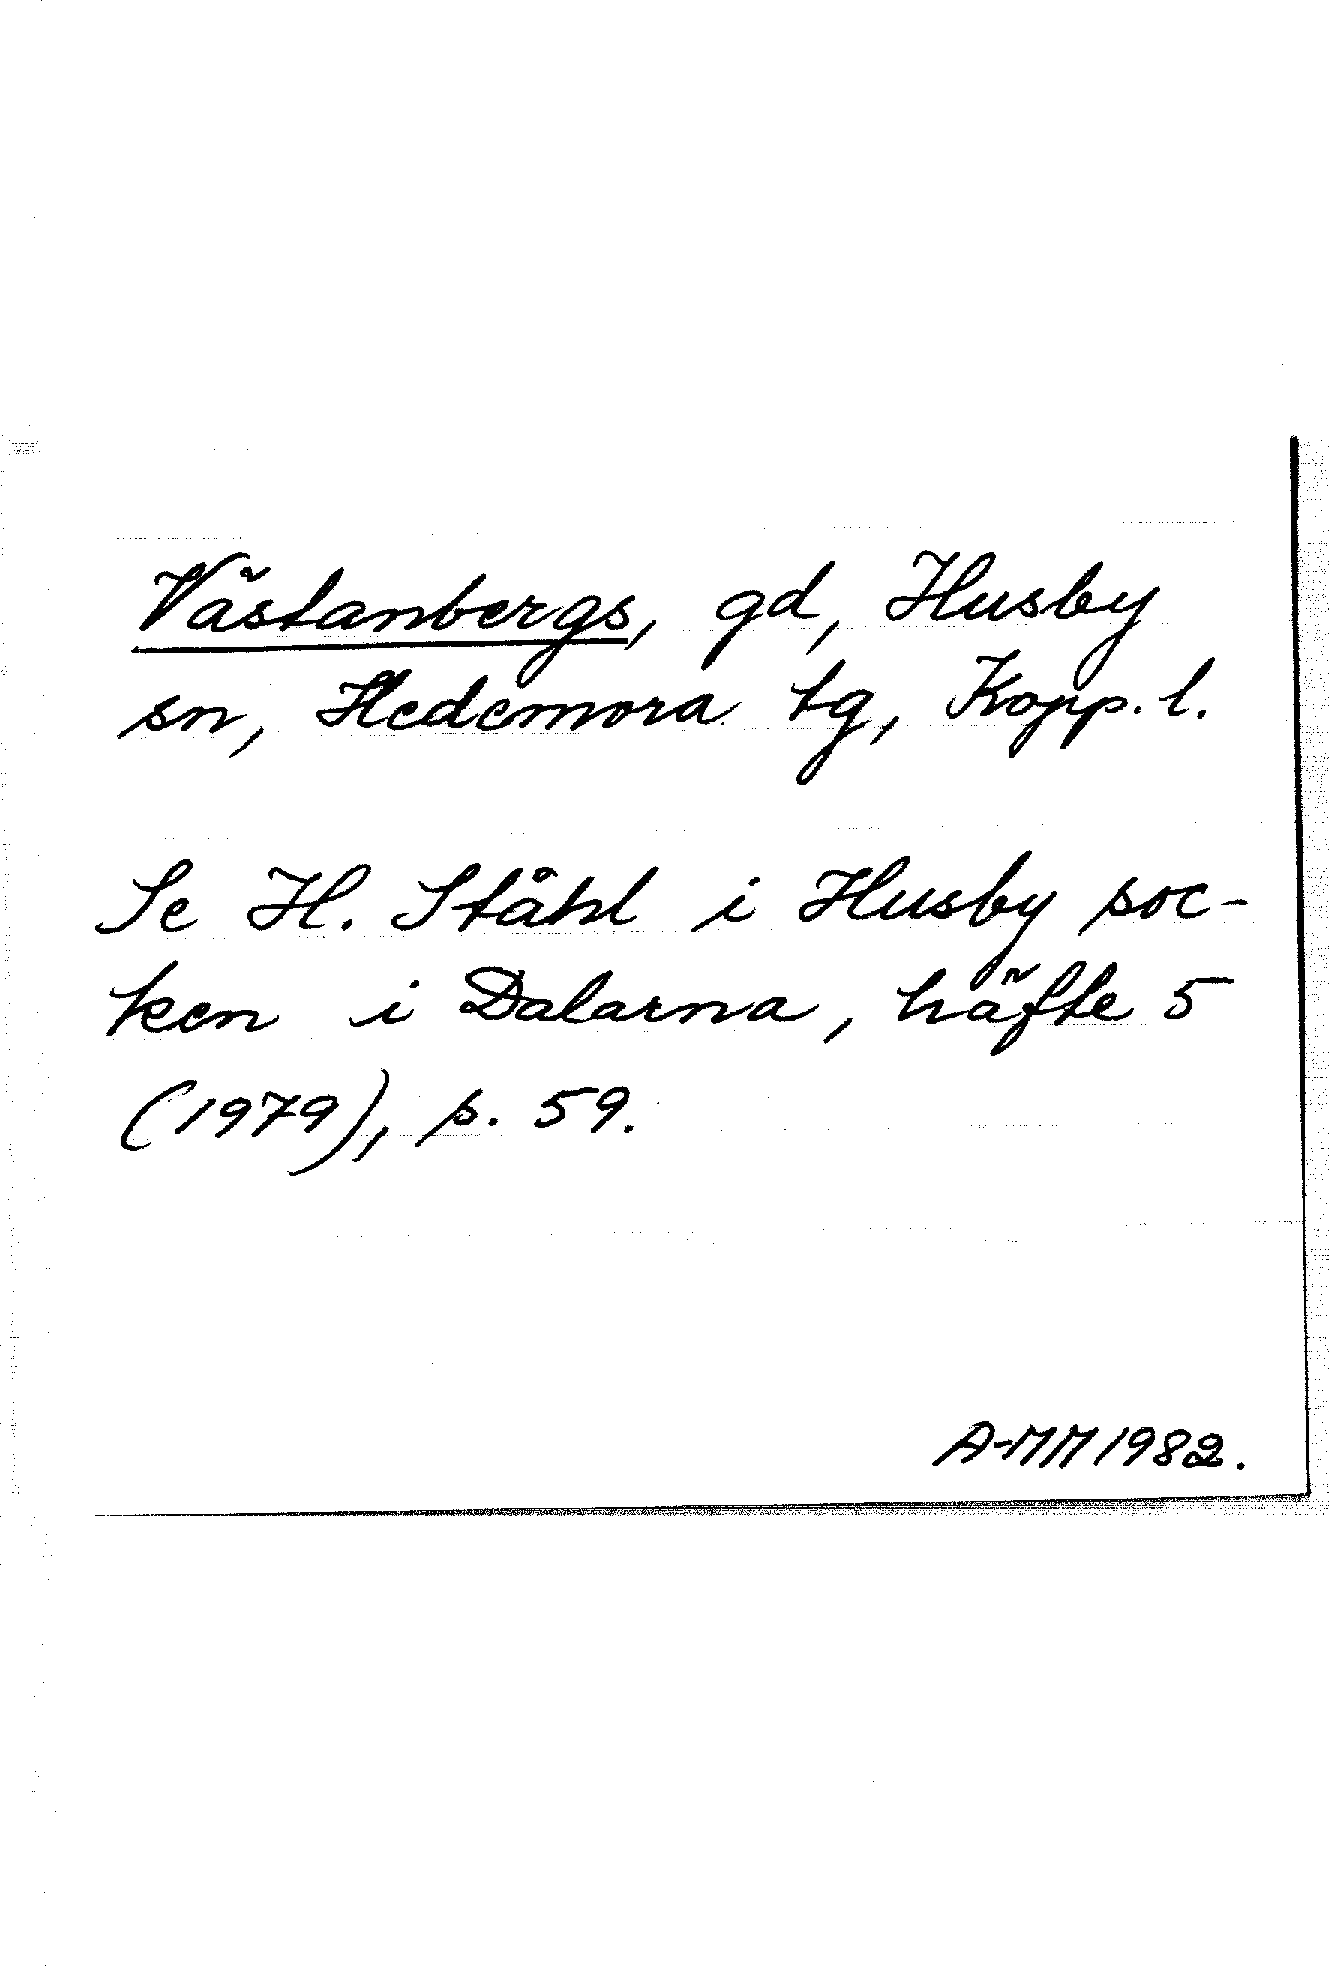 Västanbergs, gd, Husby
sn, Hedemora tg, Kopp. l.
Se H. Ståhl i Husby soc-
ken i Dalarna, häfte 5
(1979), s. 59.
A-MM 1982.